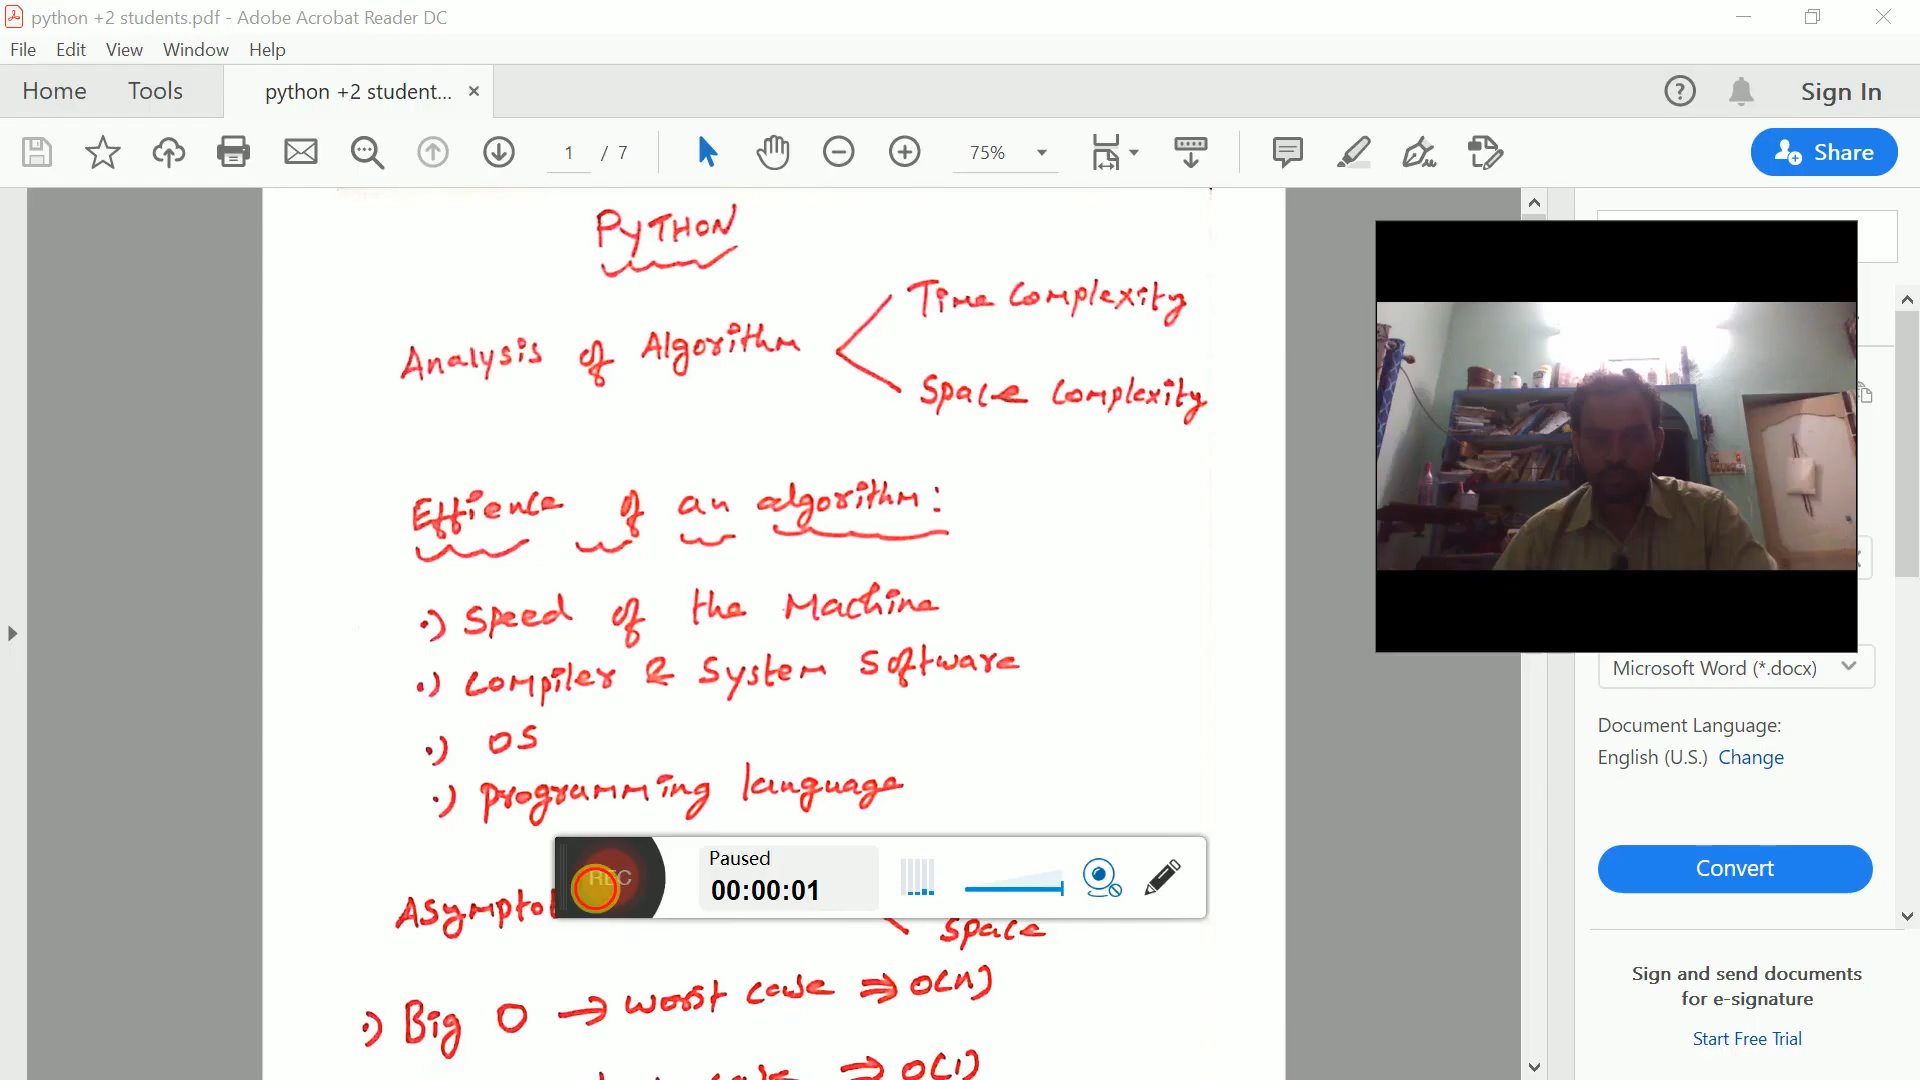 python +2 students.pdf - Adobe Acrobat Reader DC
File Edit View Window Help
Home Tools python +2 student... × Sign In
1 / 7 75% Share
PYTHON
Time Complexity
Analysis of Algorithm
Space Complexity
Effience of an algorithm:
·) Speed of the Machine
·) Compiler & System Software
·) OS
·) Programming language
Microsoft Word (*.docx)
Document Language:
English (U.S.) Change
Convert
Paused
REC
00:00:01
Asymptot
Space
·) Big O → worst case ⇒ O(n)
case ⇒ O(1)
Sign and send documents
for e-signature
Start Free Trial